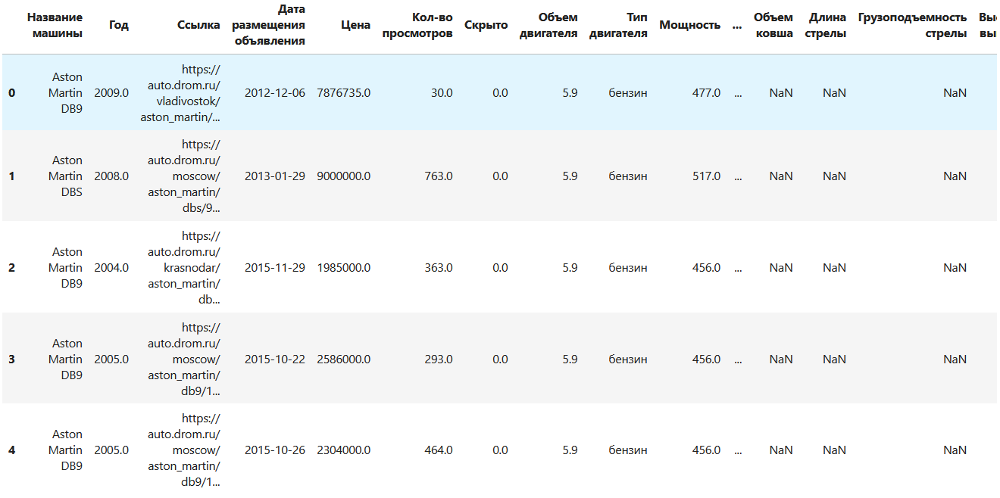 Название машины Год Ссылка Дата размещения объявления Цена Кол-во просмотров Скрыто Объем двигателя Тип двигателя Мощность ... Объем ковша Длина стрелы Грузоподъемность стрелы
0 Aston Martin DB9 2009.0 https://auto.drom.ru/vladivostok/aston_martin/... 2012-12-06 7876735.0 30.0 0.0 5.9 бензин 477.0 ... NaN NaN NaN
1 Aston Martin DBS 2008.0 https://auto.drom.ru/moscow/aston_martin/dbs/9... 2013-01-29 9000000.0 763.0 0.0 5.9 бензин 517.0 ... NaN NaN NaN
2 Aston Martin DB9 2004.0 https://auto.drom.ru/krasnodar/aston_martin/db... 2015-11-29 1985000.0 363.0 0.0 5.9 бензин 456.0 ... NaN NaN NaN
3 Aston Martin DB9 2005.0 https://auto.drom.ru/moscow/aston_martin/db9/1... 2015-10-22 2586000.0 293.0 0.0 5.9 бензин 456.0 ... NaN NaN NaN
4 Aston Martin DB9 2005.0 https://auto.drom.ru/moscow/aston_martin/db9/1... 2015-10-26 2304000.0 464.0 0.0 5.9 бензин 456.0 ... NaN NaN NaN